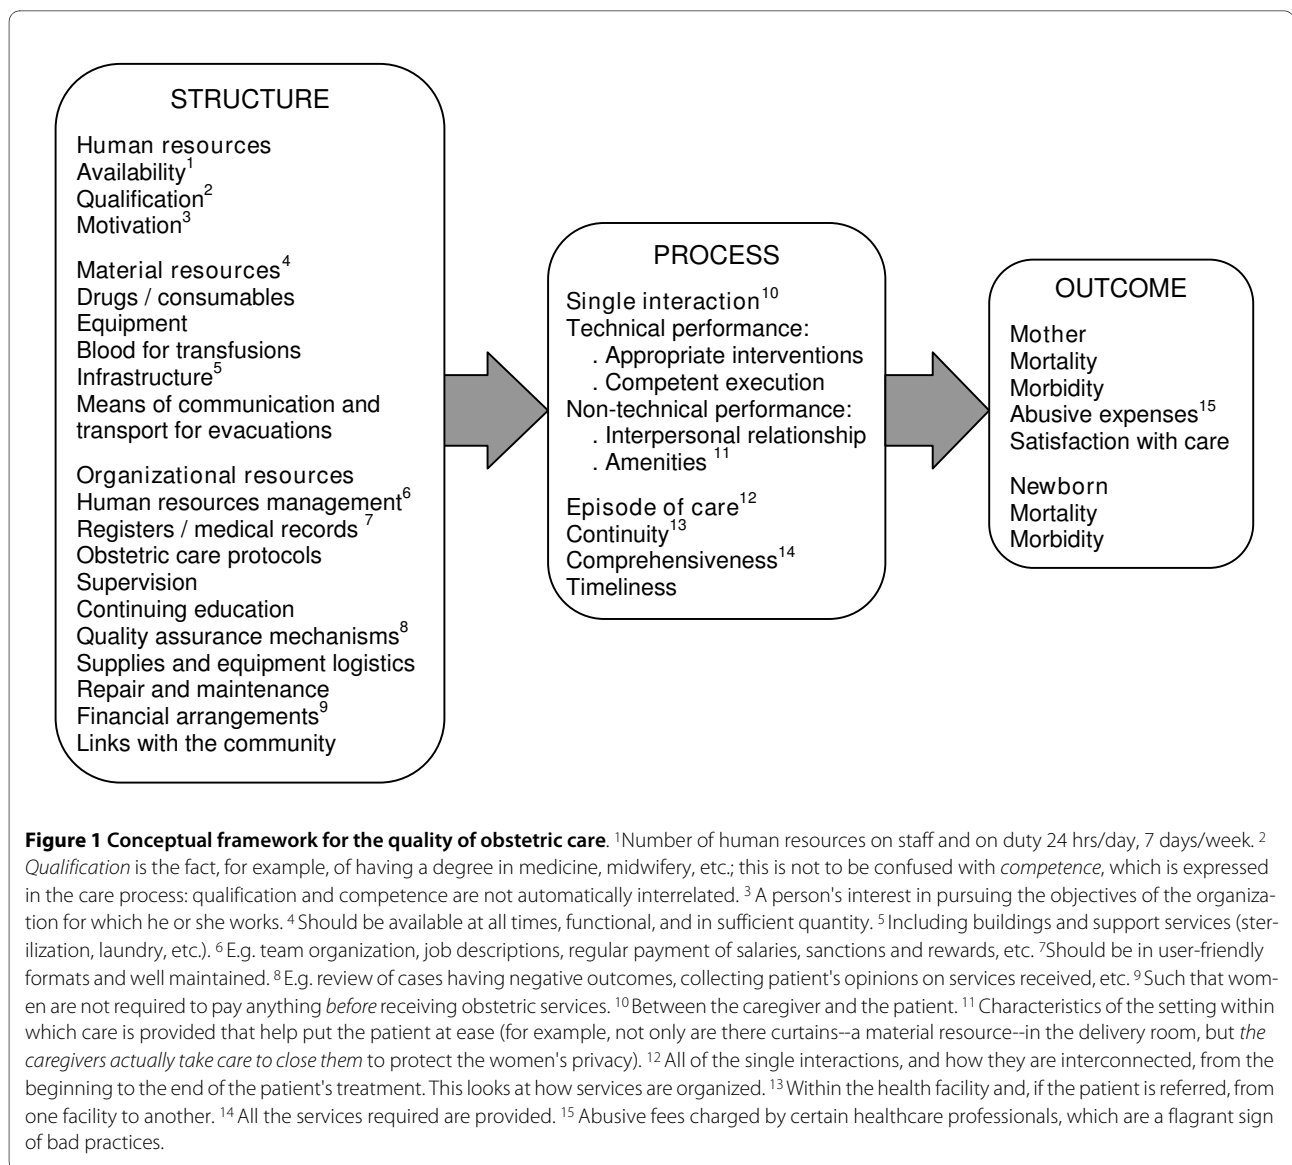 STRUCTURE
Human resources
Availability1
Qualification2
Motivation3
Material resources4
Drugs / consumables
Equipment
Blood for transfusions
Infrastructure5
Means of communication and
transport for evacuations
Organizational resources
Human resources management6
Registers / medical records 7
Obstetric care protocols
Supervision
Continuing education
Quality assurance mechanisms8
Supplies and equipment logistics
Repair and maintenance
Financial arrangements9
Links with the community
PROCESS
Single interaction10
Technical performance:
. Appropriate interventions
. Competent execution
Non-technical performance:
. Interpersonal relationship
. Amenities 11
Episode of care12
Continuity13
Comprehensiveness14
Timeliness
OUTCOME
Mother
Mortality
Morbidity
Abusive expenses15
Satisfaction with care
Newborn
Mortality
Morbidity
Figure 1 Conceptual framework for the quality of obstetric care. 1Number of human resources on staff and on duty 24 hrs/day, 7 days/week. 2
Qualification is the fact, for example, of having a degree in medicine, midwifery, etc.; this is not to be confused with competence, which is expressed
in the care process: qualification and competence are not automatically interrelated. 3 A person's interest in pursuing the objectives of the organiza-
tion for which he or she works. 4 Should be available at all times, functional, and in sufficient quantity. 5 Including buildings and support services (ster-
ilization, laundry, etc.). 6 E.g. team organization, job descriptions, regular payment of salaries, sanctions and rewards, etc. 7Should be in user-friendly
formats and well maintained. 8 E.g. review of cases having negative outcomes, collecting patient's opinions on services received, etc. 9 Such that wom-
en are not required to pay anything before receiving obstetric services. 10 Between the caregiver and the patient. 11 Characteristics of the setting within
which care is provided that help put the patient at ease (for example, not only are there curtains--a material resource--in the delivery room, but the
caregivers actually take care to close them to protect the women's privacy). 12 All of the single interactions, and how they are interconnected, from the
beginning to the end of the patient's treatment. This looks at how services are organized. 13 Within the health facility and, if the patient is referred, from
one facility to another. 14 All the services required are provided. 15 Abusive fees charged by certain healthcare professionals, which are a flagrant sign
of bad practices.